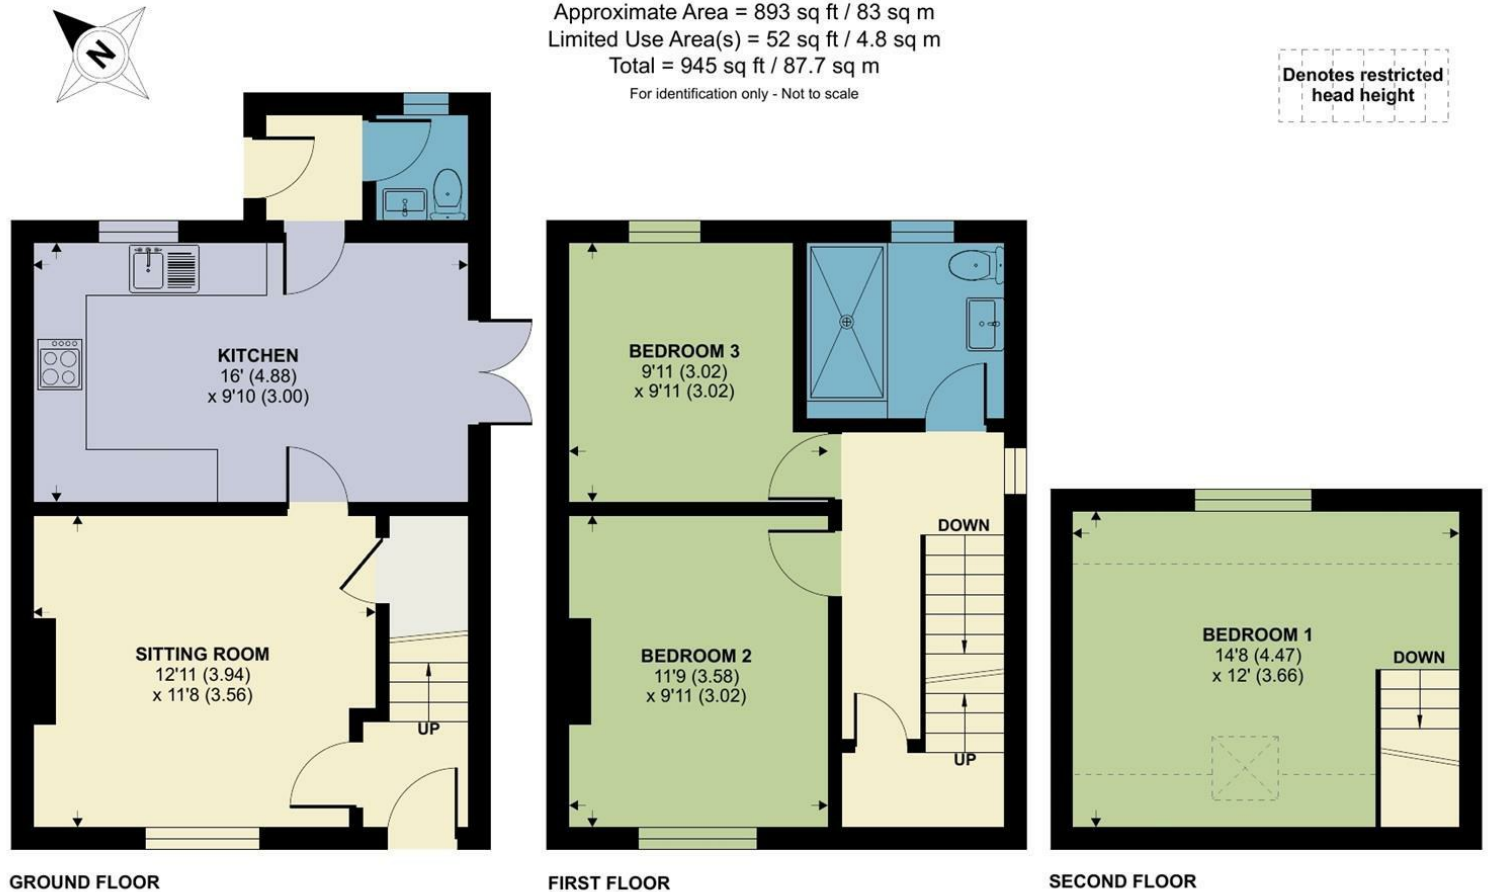 Approximate Area = 893 sq ft / 83 sq m
Limited Use Area(s) = 52 sq ft / 4.8 sq m
Total = 945 sq ft / 87.7 sq m
For identification only - Not to scale
N
Denotes restricted
head height
KITCHEN
16' (4.88)
x 9'10 (3.00)
SITTING ROOM
12'11 (3.94)
x 11'8 (3.56)
UP
GROUND FLOOR
BEDROOM 3
9'11 (3.02)
x 9'11 (3.02)
DOWN
BEDROOM 2
11'9 (3.58)
x 9'11 (3.02)
UP
FIRST FLOOR
BEDROOM 1
14'8 (4.47)
x 12' (3.66)
DOWN
SECOND FLOOR